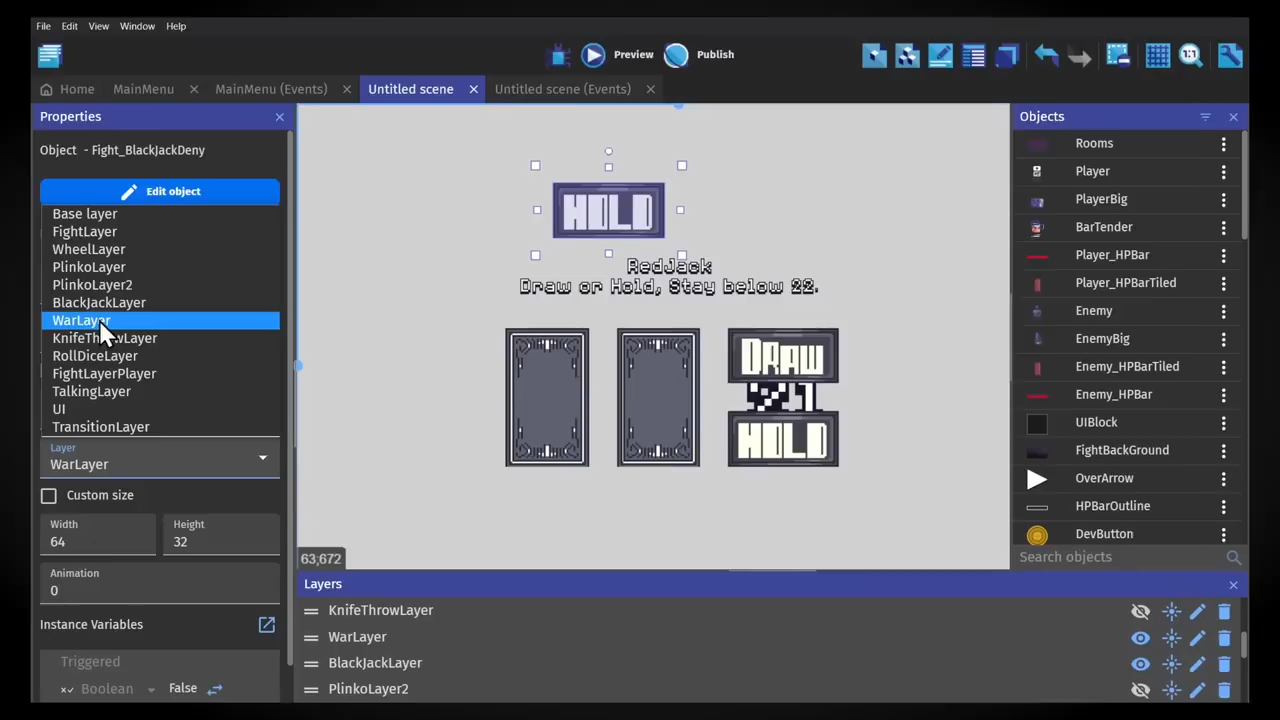 File Edit View Window Help
Preview Publish
Home MainMenu MainMenu (Events) Untitled scene Untitled scene (Events)
Properties
Object - Fight_BlackJackDeny
Edit object
Base layer
FightLayer
WheelLayer
PlinkoLayer
PlinkoLayer2
BlackJackLayer
WarLayer
KnifeThrowLayer
RollDiceLayer
FightLayerPlayer
TalkingLayer
UI
TransitionLayer
Layer
WarLayer
Custom size
Width
64
Height
32
Animation
0
Instance Variables
Triggered
Boolean False
HOLD
RedJack
Draw or Hold, Stay below 22.
DRAW
HOLD
63;672
Layers
KnifeThrowLayer
WarLayer
BlackJackLayer
PlinkoLayer2
Objects
Rooms
Player
PlayerBig
BarTender
Player_HPBar
Player_HPBarTiled
Enemy
EnemyBig
Enemy_HPBarTiled
Enemy_HPBar
UIBlock
FightBackGround
OverArrow
HPBarOutline
DevButton
Search objects